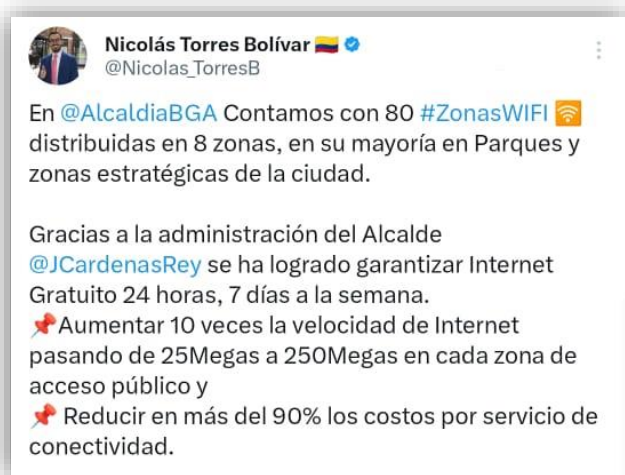 Nicolás Torres Bolívar 🇨🇴
@Nicolas_TorresB
En @AlcaldiaBGA Contamos con 80 #ZonasWIFI 🛜
distribuidas en 8 zonas, en su mayoría en Parques y
zonas estratégicas de la ciudad.
Gracias a la administración del Alcalde
@JCardenasRey se ha logrado garantizar Internet
Gratuito 24 horas, 7 días a la semana.
📌Aumentar 10 veces la velocidad de Internet
pasando de 25Megas a 250Megas en cada zona de
acceso público y
📌 Reducir en más del 90% los costos por servicio de
conectividad.